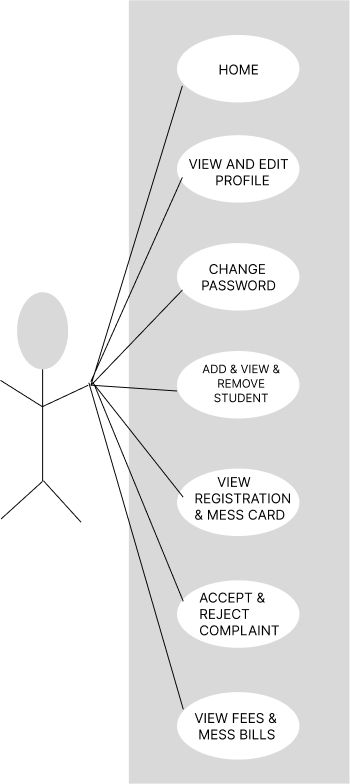 HOME
VIEW AND EDIT
PROFILE
CHANGE
PASSWORD
ADD & VIEW &
REMOVE
STUDENT
VIEW
REGISTRATION
& MESS CARD
ACCEPT &
REJECT
COMPLAINT
VIEW FEES &
MESS BILLS